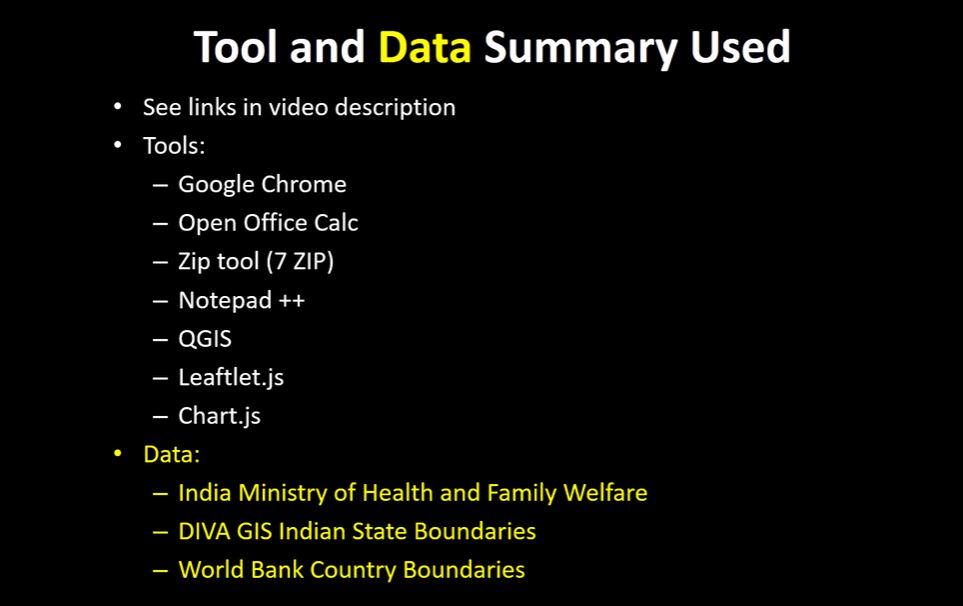 Tool and Data Summary Used
• See links in video description
• Tools:
– Google Chrome
– Open Office Calc
– Zip tool (7 ZIP)
– Notepad ++
– QGIS
– Leaftlet.js
– Chart.js
• Data:
– India Ministry of Health and Family Welfare
– DIVA GIS Indian State Boundaries
– World Bank Country Boundaries